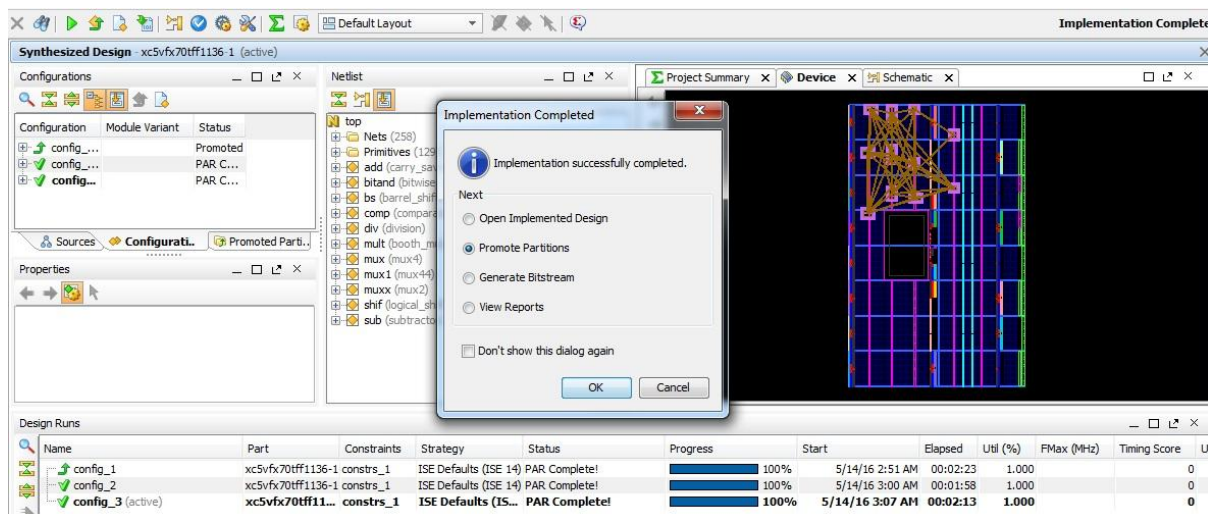 Default Layout
Implementation Complete
Synthesized Design - xc5vfx70tff1136-1 (active)
Configurations
Configuration Module Variant Status
config_... Promoted
config_... PAR C...
config... PAR C...
Sources Configurati.. Promoted Parti..
Properties
Netlist
top
Nets (258)
Primitives (129
add (carry_sav
bitand (bitwise
bs (barrel_shif
comp (compara
div (division)
mult (booth_m
mux (mux4)
mux1 (mux44)
muxx (mux2)
shif (logical_sh
sub (subtracto
Project Summary Device Schematic
Implementation Completed
Implementation successfully completed.
Next
Open Implemented Design
Promote Partitions
Generate Bitstream
View Reports
Don't show this dialog again
OK Cancel
Design Runs
Name Part Constraints Strategy Status Progress Start Elapsed Util (%) FMax (MHz) Timing Score U
config_1 xc5vfx70tff1136-1 constrs_1 ISE Defaults (ISE 14) PAR Complete! 100% 5/14/16 2:51 AM 00:02:23 1.000 0
config_2 xc5vfx70tff1136-1 constrs_1 ISE Defaults (ISE 14) PAR Complete! 100% 5/14/16 3:00 AM 00:01:58 1.000 0
config_3 (active) xc5vfx70tff11... constrs_1 ISE Defaults (IS... PAR Complete! 100% 5/14/16 3:07 AM 00:02:13 1.000 0